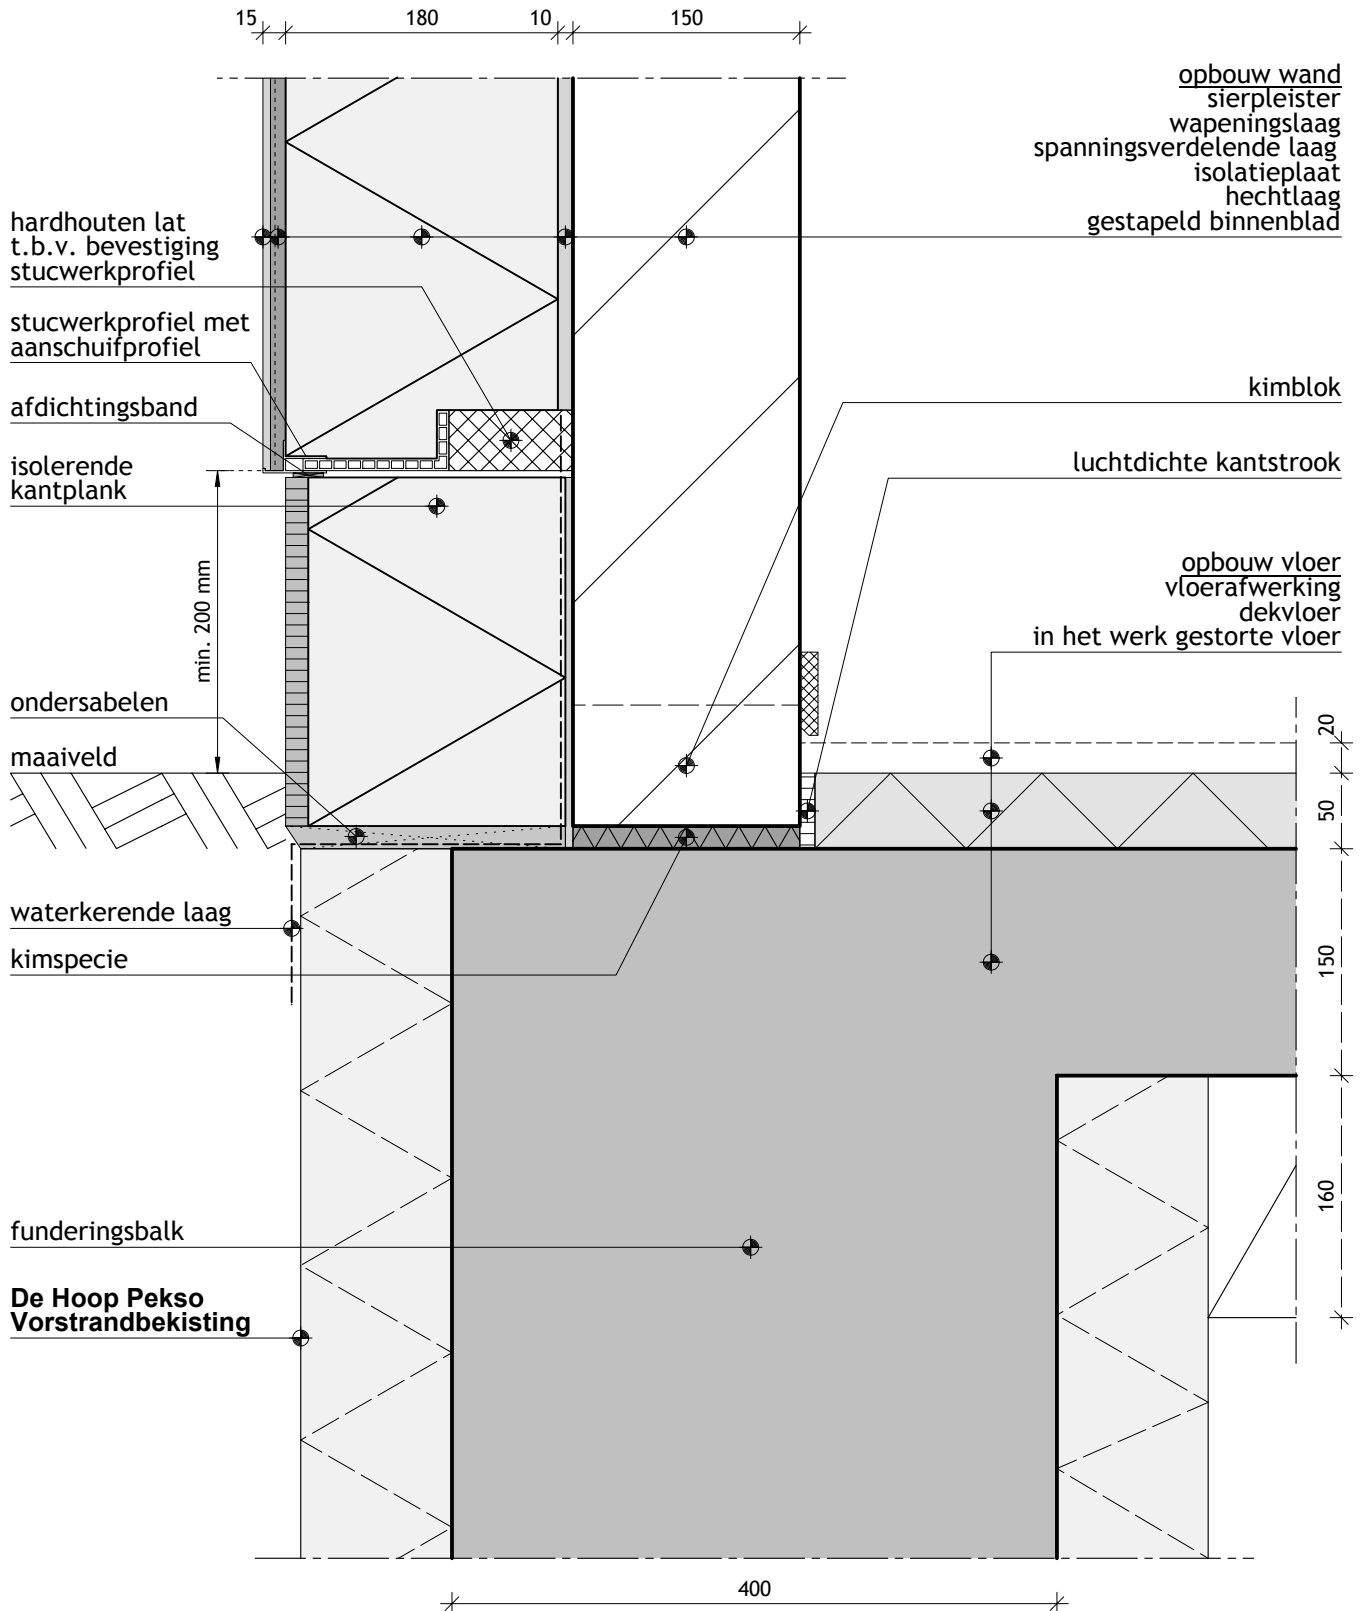 15
180
10
150
opbouw wand
sierpleister
wapeningslaag
spanningsverdelende laag
isolatieplaat
hechtlaag
gestapeld binnenblad
hardhouten lat
t.b.v. bevestiging
stucwerkprofiel
stucwerkprofiel met
aanschuifprofiel
afdichtingsband
isolerende
kantplank
min. 200 mm
ondersabelen
maaiveld
waterkerende laag
kimspecie
funderingsbalk
De Hoop Pekso
Vorstrandbekisting
kimblok
luchtdichte kantstrook
opbouw vloer
vloerafwerking
dekvloer
in het werk gestorte vloer
20
50
150
160
400